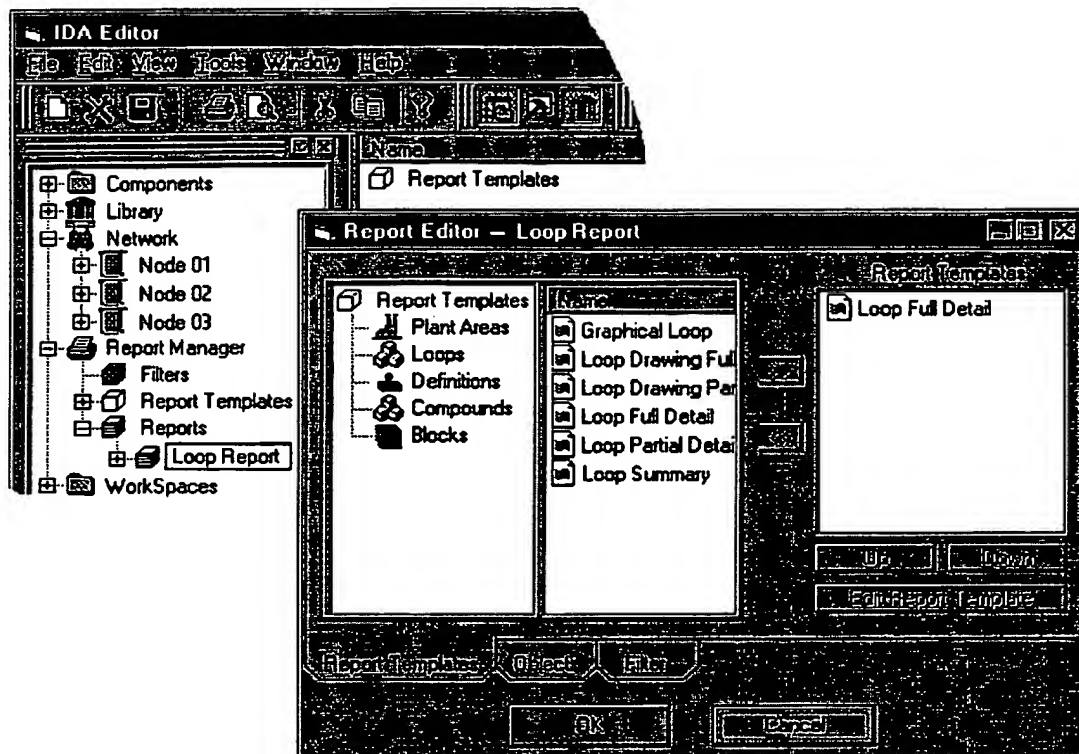 IDA Editor
File Edit View Tools Window Help
Name
Report Templates
Components
Library
Network
Node 01
Node 02
Node 03
Report Manager
Filters
Report Templates
Reports
Loop Report
WorkSpaces
Report Editor – Loop Report
Report Templates
Plant Areas
Loops
Definitions
Compounds
Blocks
Name
Graphical Loop
Loop Drawing Full
Loop Drawing Par
Loop Full Detail
Loop Partial Detai
Loop Summary
Report Templates
Loop Full Detail
Up Down
Edit Report Template
Report Templates Objects Filter
OK Cancel